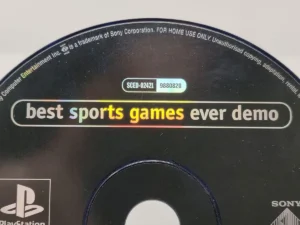 Computer Entertainment Inc. is a trademark of Sony Corporation. FOR HOME USE ONLY. Unauthorised copying, adaptation,
SCED-02421 9680828
best sports games ever demo
PlayStation
SONY